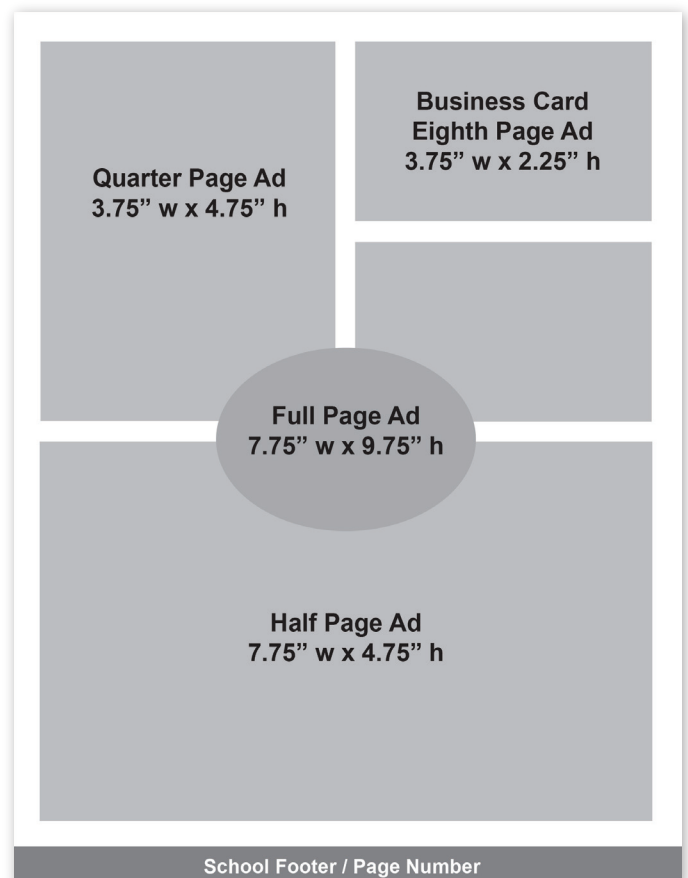 Quarter Page Ad
3.75” w x 4.75” h
Business Card
Eighth Page Ad
3.75” w x 2.25” h
Full Page Ad
7.75” w x 9.75” h
Half Page Ad
7.75” w x 4.75” h
School Footer / Page Number